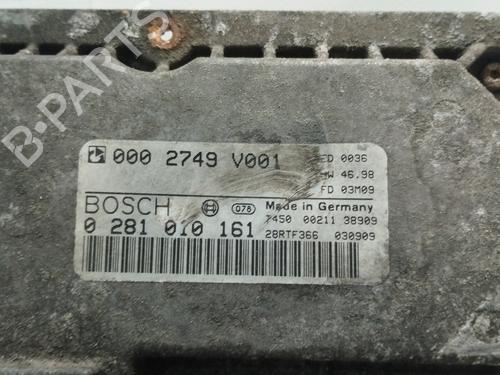 B-PARTS
000 2749 V001
ED 0036
HW 46.98
FD 03M09
BOSCH
078
Made in Germany
0 281 010 161
7450 00211 38909
28RTF366 030909